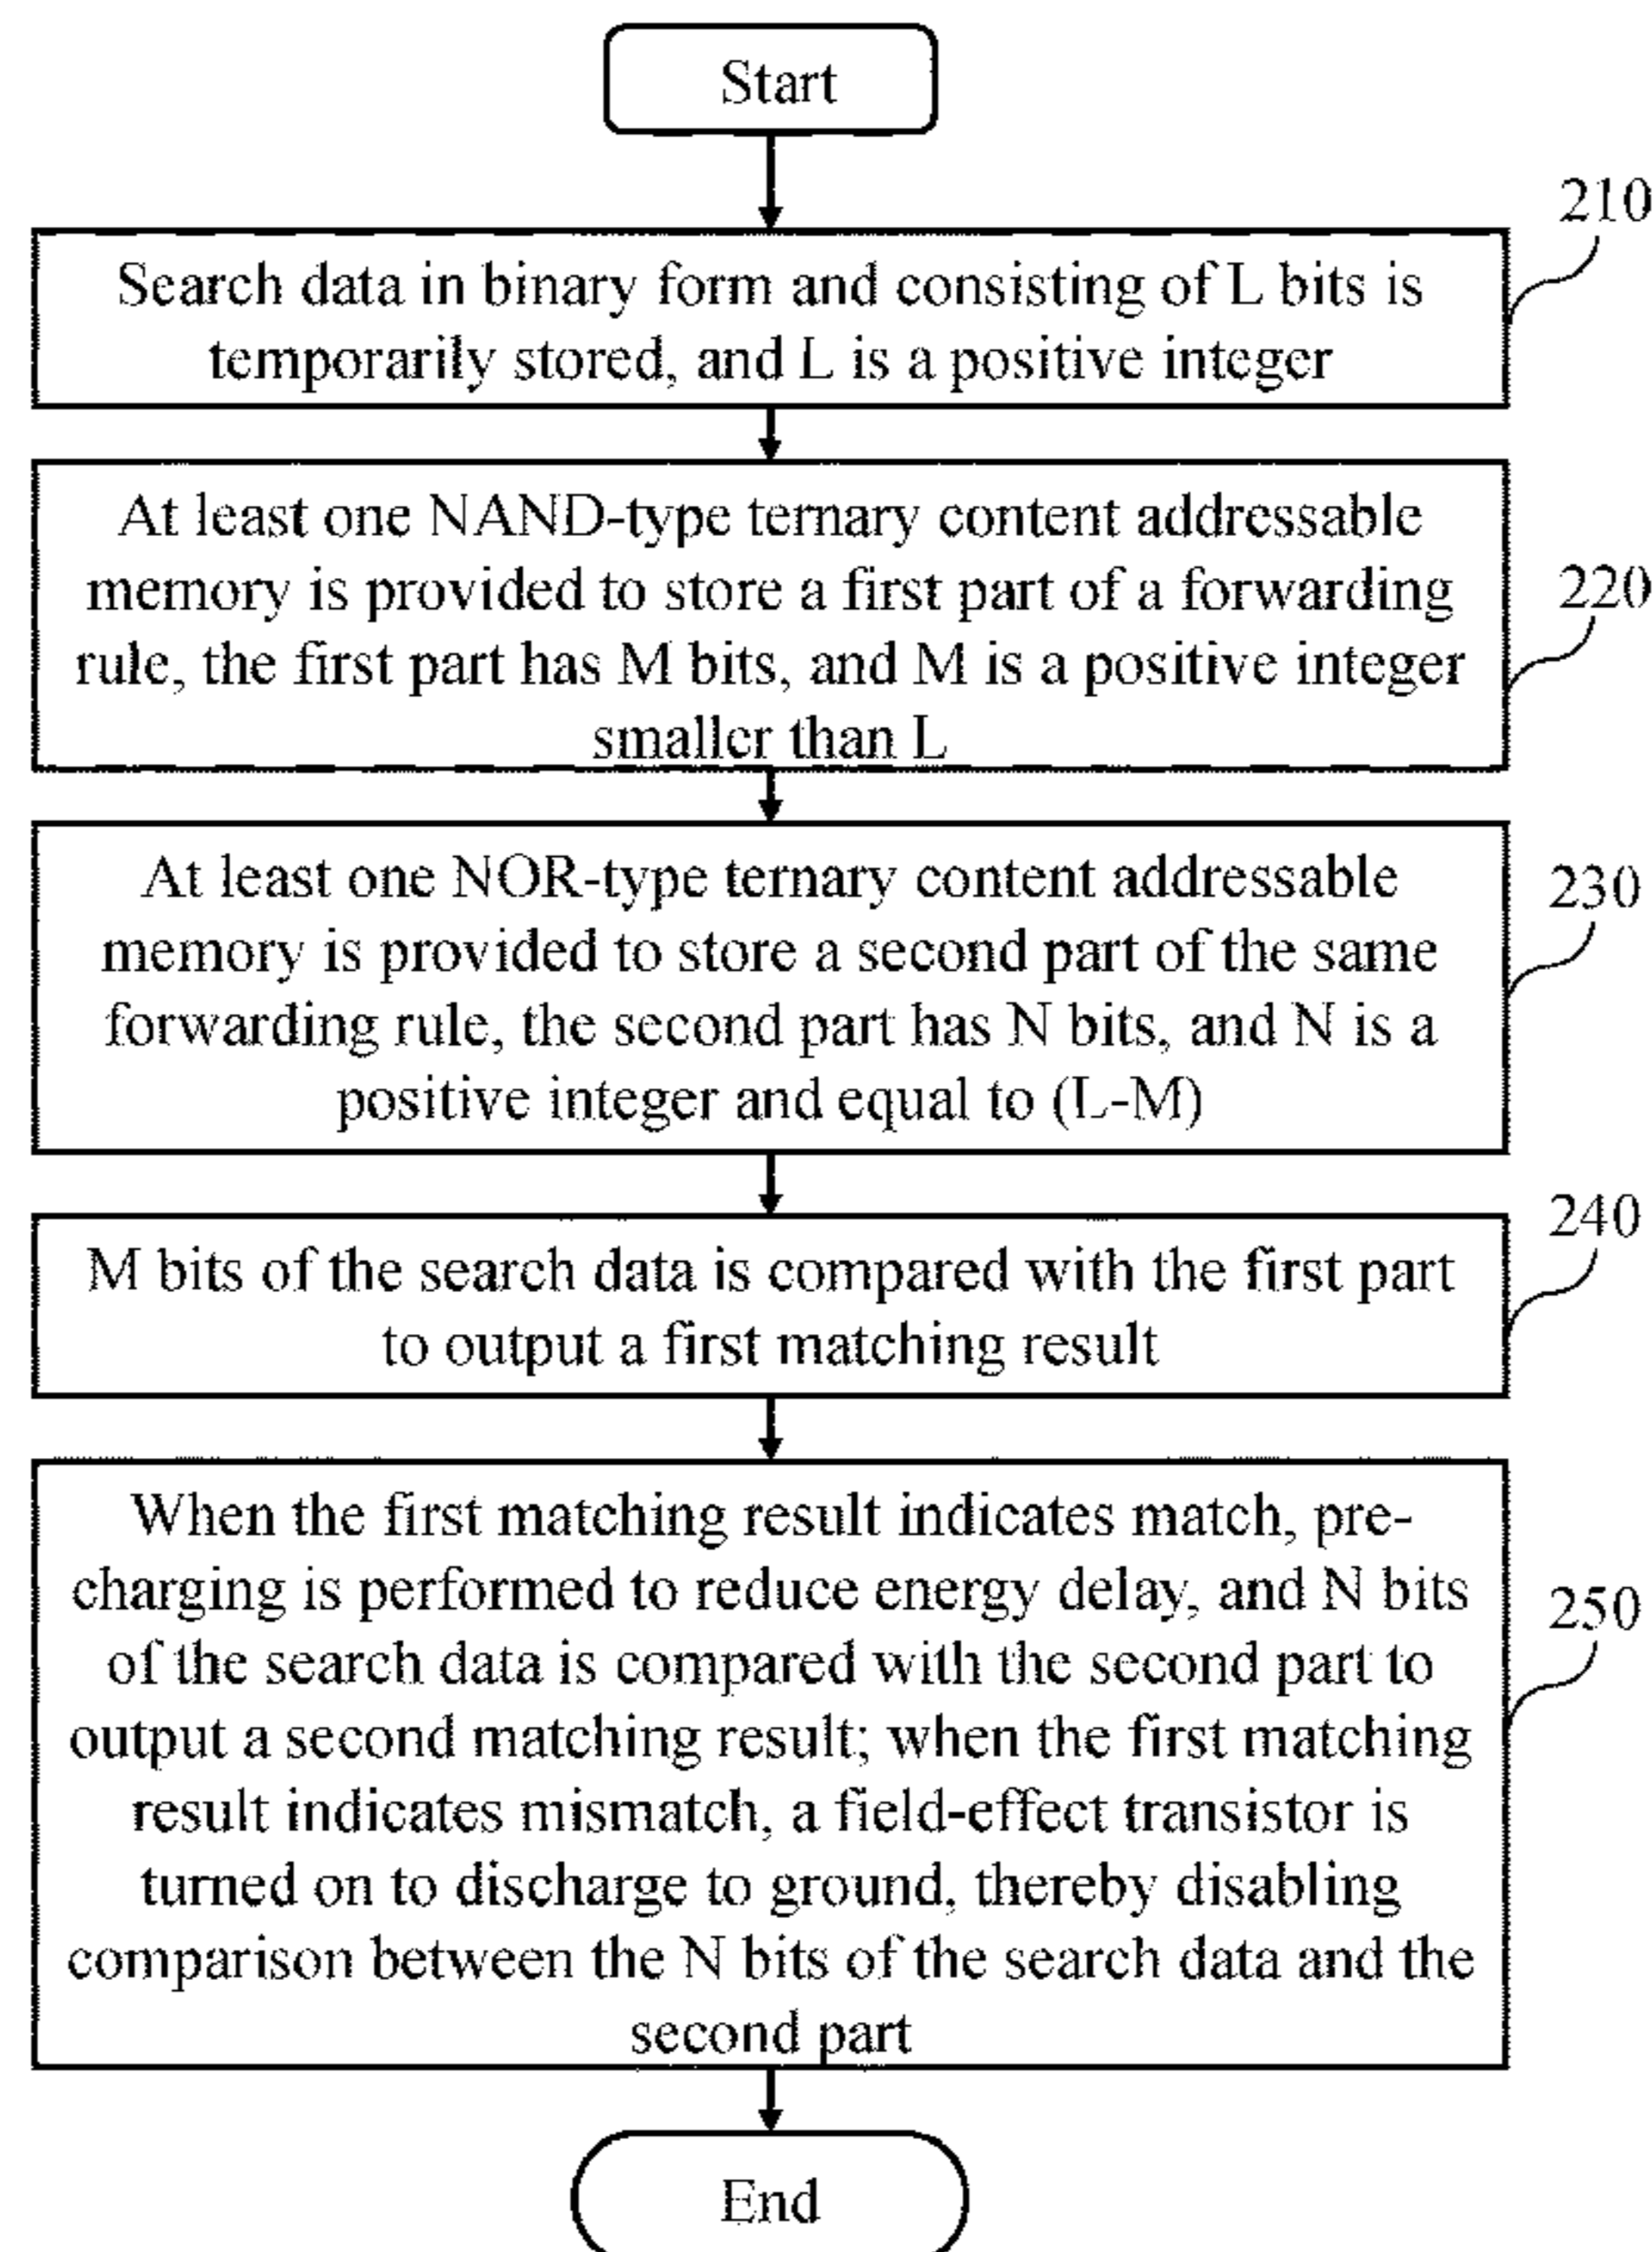 Start
210
Search data in binary form and consisting of L bits is
temporarily stored, and L is a positive integer
At least one NAND-type ternary content addressable
memory is provided to store a first part of a forwarding
rule, the first part has M bits, and M is a positive integer
smaller than L
220
At least one NOR-type ternary content addressable
memory is provided to store a second part of the same
forwarding rule, the second part has N bits, and N is a
positive integer and equal to (L-M)
230
M bits of the search data is compared with the first part
to output a first matching result
240
When the first matching result indicates match, pre-
charging is performed to reduce energy delay, and N bits
of the search data is compared with the second part to
output a second matching result; when the first matching
result indicates mismatch, a field-effect transistor is
turned on to discharge to ground, thereby disabling
comparison between the N bits of the search data and the
second part
250
End